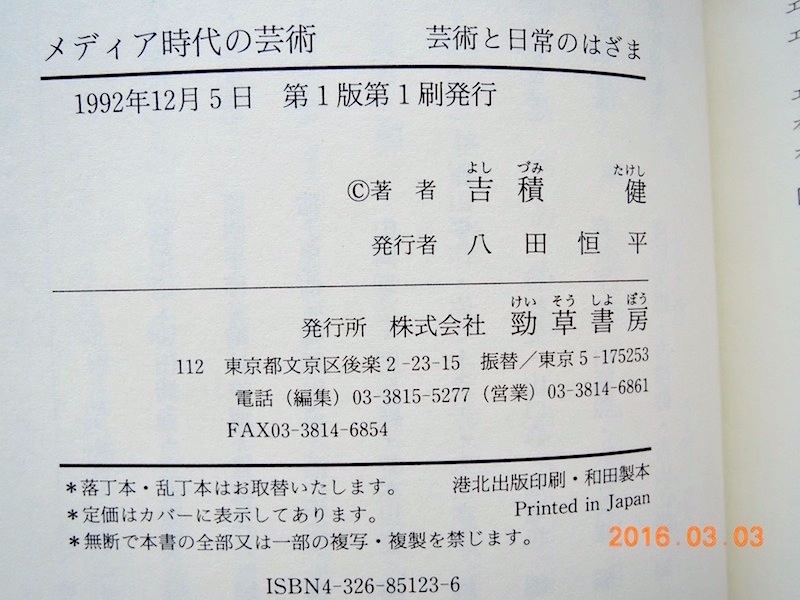 メディア時代の芸術　芸術と日常のはざま
1992年12月5日　第1版第1刷発行
よし　づみ　たけし
©著者　吉積　健
発行者　八田恒平
けい　そう　しよ　ぼう
発行所　株式会社　勁草書房
112　東京都文京区後楽2-23-15　振替／東京5-175253
電話（編集）03-3815-5277（営業）03-3814-6861
FAX03-3814-6854
＊落丁本・乱丁本はお取替いたします。　港北出版印刷・和田製本
＊定価はカバーに表示してあります。　Printed in Japan
＊無断で本書の全部又は一部の複写・複製を禁じます。
ISBN4-326-85123-6
2016.03.03